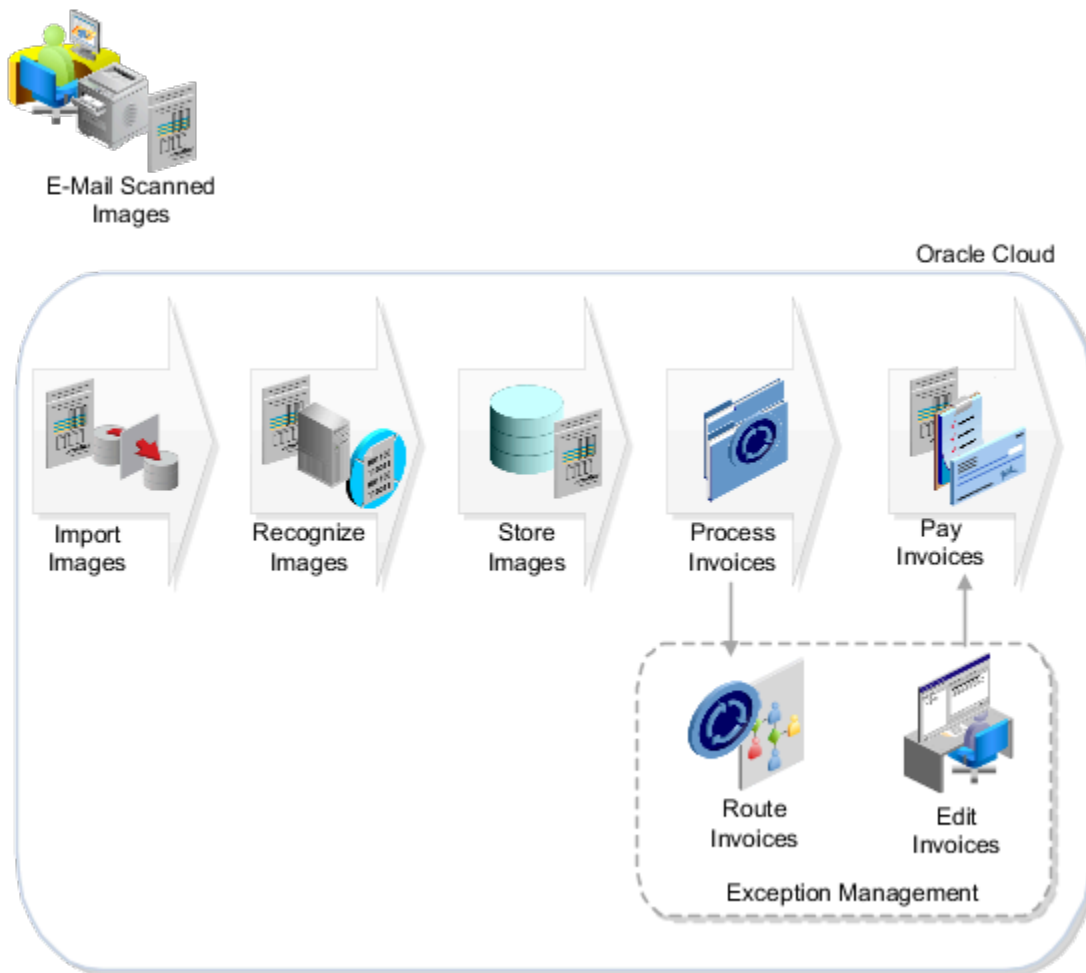 E-Mail Scanned
Images
Oracle Cloud
Import
Images
Recognize
Images
Store
Images
Process
Invoices
Pay
Invoices
Route
Invoices
Edit
Invoices
Exception Management